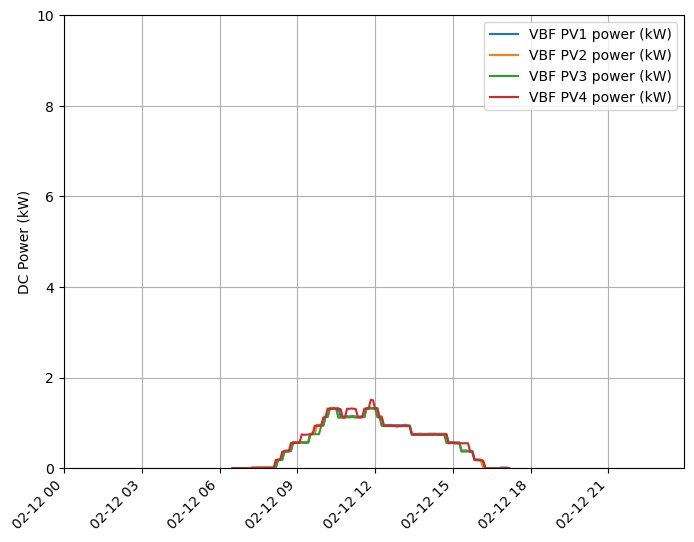 10
8
6
4
2
0
DC Power (kW)
VBF PV1 power (kW)
VBF PV2 power (kW)
VBF PV3 power (kW)
VBF PV4 power (kW)
02-12 00
02-12 03
02-12 06
02-12 09
02-12 12
02-12 15
02-12 18
02-12 21